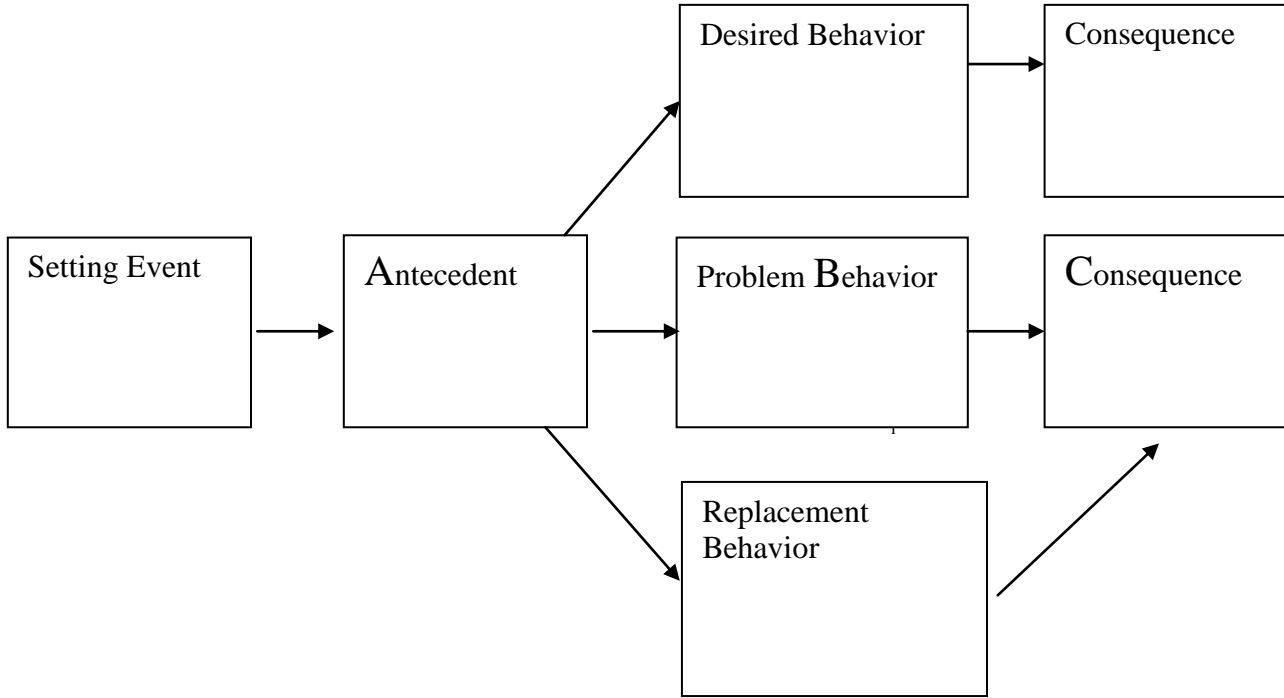 Desired Behavior
Consequence
Setting Event
Antecedent
Problem Behavior
Consequence
Replacement
Behavior